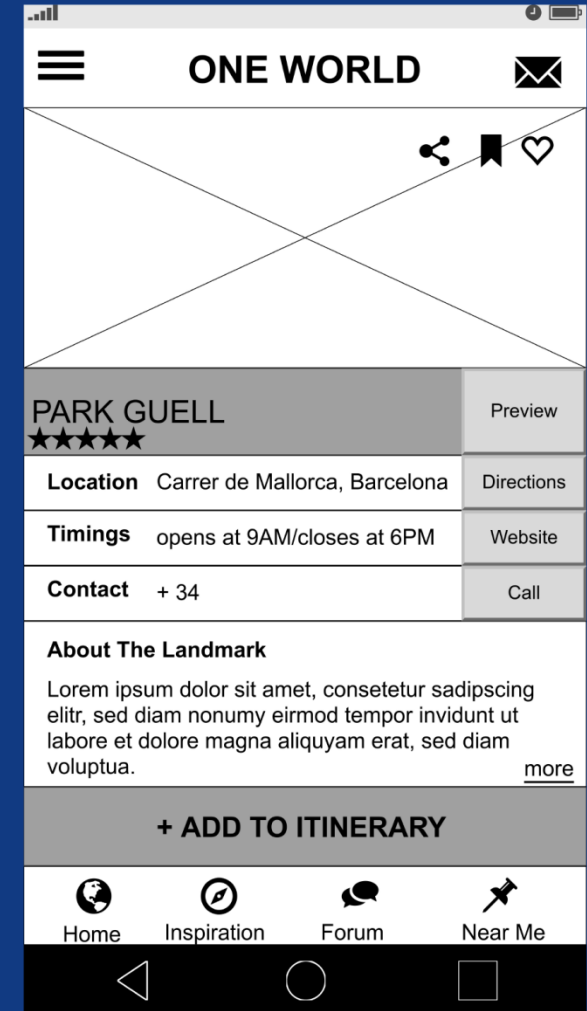 ONE WORLD
PARK GUELL
Preview
Location Carrer de Mallorca, Barcelona
Directions
Timings opens at 9AM/closes at 6PM
Website
Contact + 34
Call
About The Landmark
Lorem ipsum dolor sit amet, consetetur sadipscing
elitr, sed diam nonumy eirmod tempor invidunt ut
labore et dolore magna aliquyam erat, sed diam
voluptua.
more
+ ADD TO ITINERARY
Home Inspiration Forum Near Me